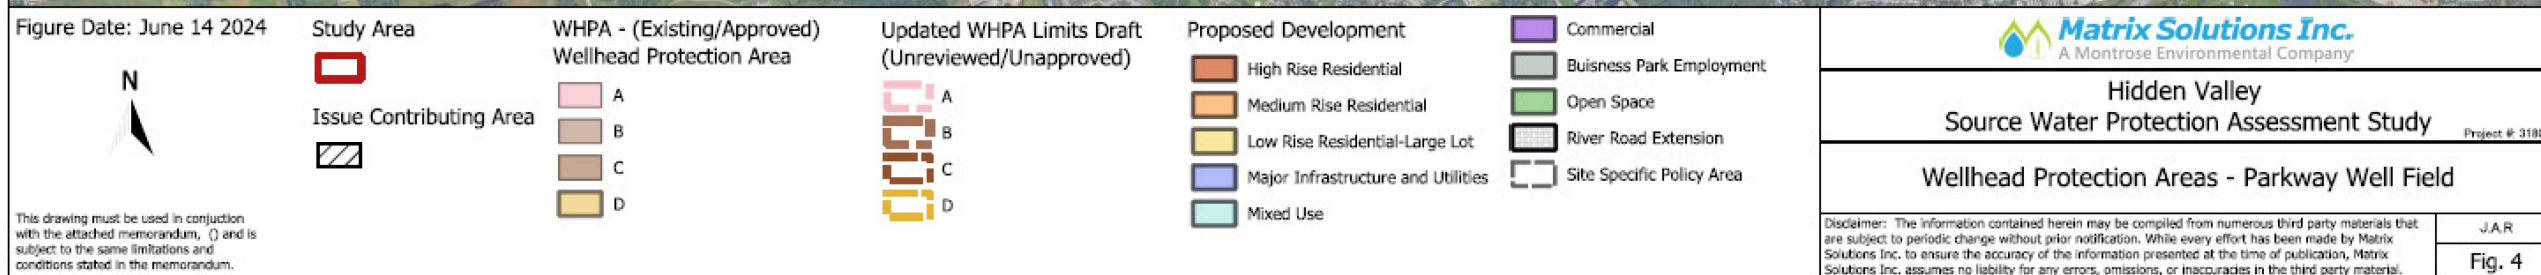 Figure Date: June 14 2024
N
This drawing must be used in conjuction
with the attached memorandum, () and is
subject to the same limitations and
conditions stated in the memorandum.
Study Area
Issue Contributing Area
WHPA - (Existing/Approved)
Wellhead Protection Area
A
B
C
D
Updated WHPA Limits Draft
(Unreviewed/Unapproved)
A
B
C
D
Proposed Development
High Rise Residential
Medium Rise Residential
Low Rise Residential-Large Lot
Major Infrastructure and Utilities
Mixed Use
Commercial
Buisness Park Employment
Open Space
River Road Extension
Site Specific Policy Area
Matrix Solutions Inc.
A Montrose Environmental Company
Hidden Valley
Source Water Protection Assessment Study
Project #: 318
Wellhead Protection Areas - Parkway Well Field
Disclaimer: The information contained herein may be compiled from numerous third party materials that
are subject to periodic change without prior notification. While every effort has been made by Matrix
Solutions Inc. to ensure the accuracy of the information presented at the time of publication, Matrix
Solutions Inc. assumes no liability for any errors, omissions, or inaccuracies in the third party material.
J.A.R
Fig. 4